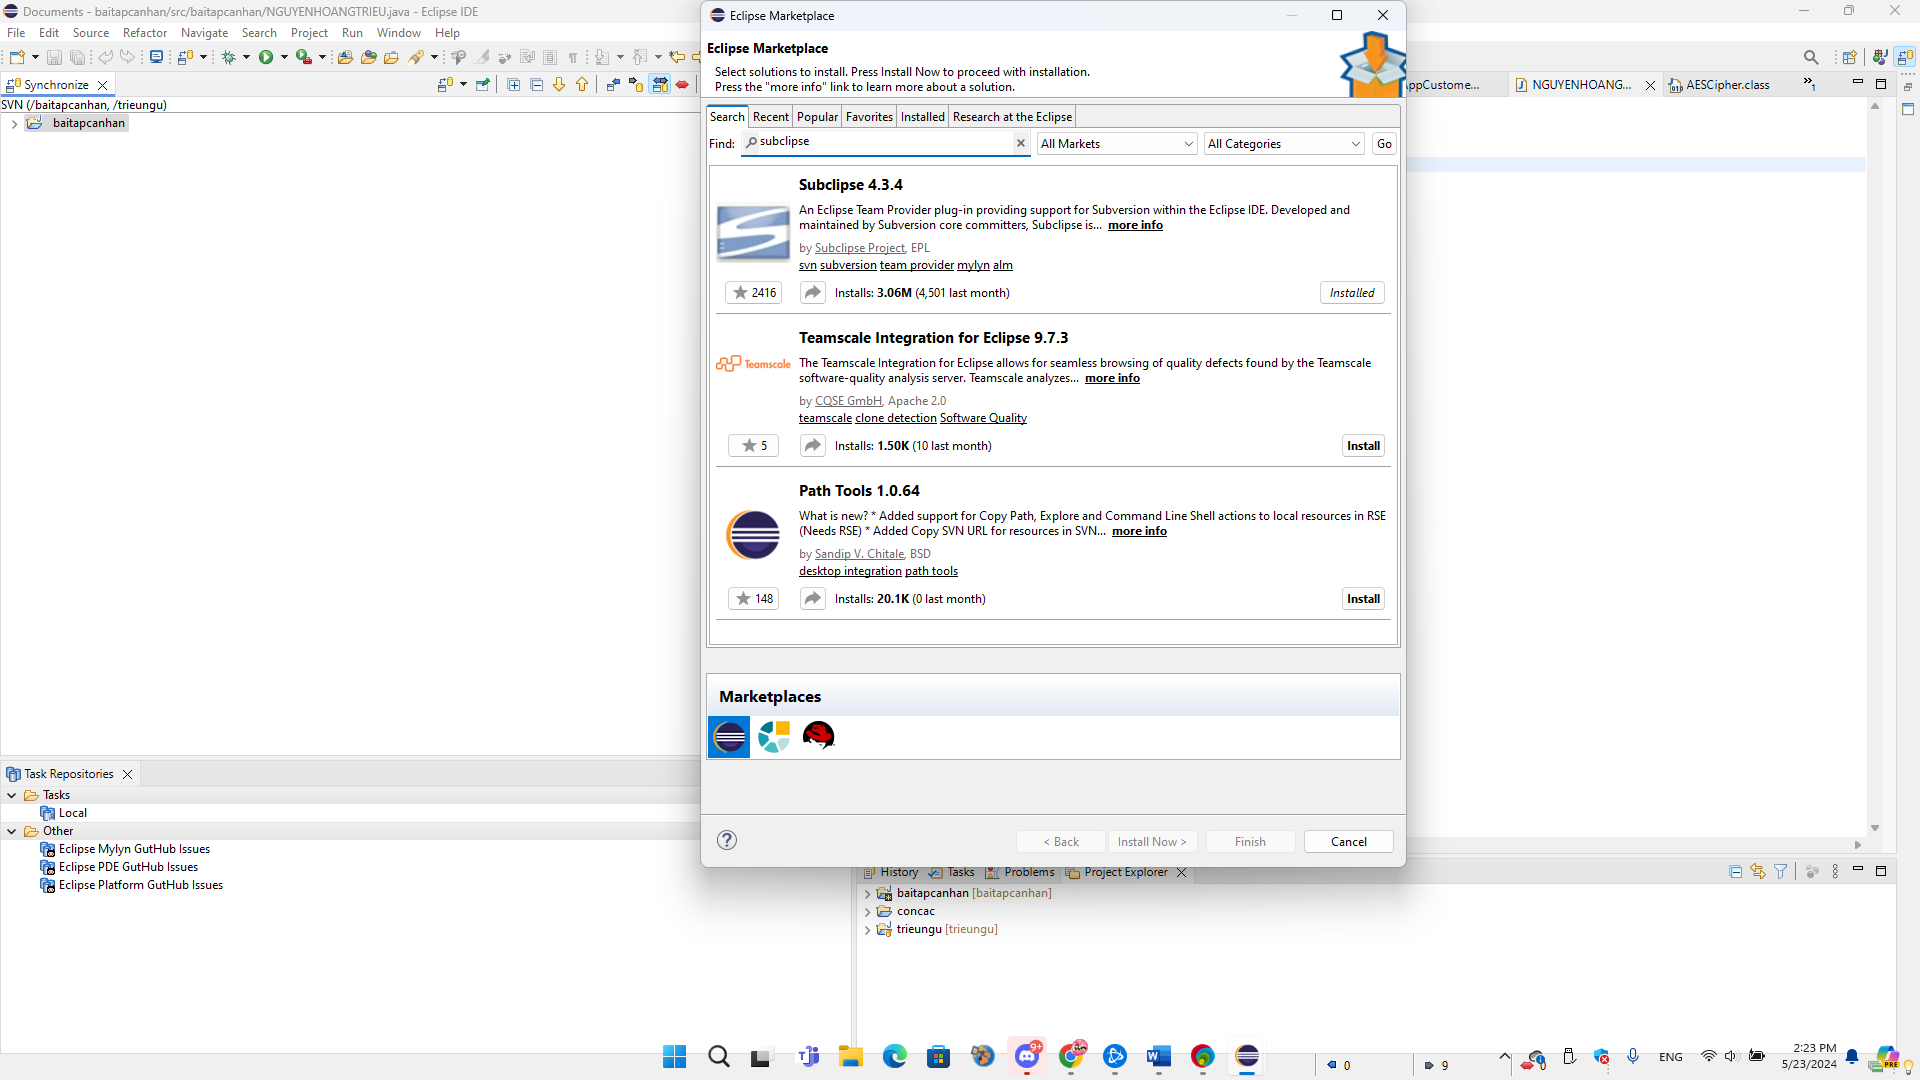 Documents - baitapcanhan/src/baitapcanhan/NGUYENHOANGTRIEU.java - Eclipse IDE
File Edit Source Refactor Navigate Search Project Run Window Help
Synchronize
SVN (/baitapcanhan, /trieungu)
baitapcanhan
Eclipse Marketplace
Eclipse Marketplace
Select solutions to install. Press Install Now to proceed with installation.
Press the "more info" link to learn more about a solution.
Search Recent Popular Favorites Installed Research at the Eclipse
Find: subclipse All Markets All Categories Go
Subclipse 4.3.4
An Eclipse Team Provider plug-in providing support for Subversion within the Eclipse IDE. Developed and
maintained by Subversion core committers, Subclipse is... more info
by Subclipse Project, EPL
svn subversion team provider mylyn alm
2416 Installs: 3.06M (4,501 last month) Installed
Teamscale Integration for Eclipse 9.7.3
Teamscale
The Teamscale Integration for Eclipse allows for seamless browsing of quality defects found by the Teamscale
software-quality analysis server. Teamscale analyzes... more info
by CQSE GmbH, Apache 2.0
teamscale clone detection Software Quality
5 Installs: 1.50K (10 last month) Install
Path Tools 1.0.64
What is new? * Added support for Copy Path, Explore and Command Line Shell actions to local resources in RSE
(Needs RSE) * Added Copy SVN URL for resources in SVN... more info
by Sandip V. Chitale, BSD
desktop integration path tools
148 Installs: 20.1K (0 last month) Install
Marketplaces
< Back Install Now > Finish Cancel
AppCustome... NGUYENHOANG... AESCipher.class 1
Task Repositories
Tasks
Local
Other
Eclipse Mylyn GutHub Issues
Eclipse PDE GutHub Issues
Eclipse Platform GutHub Issues
History Tasks Problems Project Explorer
baitapcanhan [baitapcanhan]
concac
trieungu [trieungu]
9+
0 9 0 ENG 2:23 PM
5/23/2024
PRE